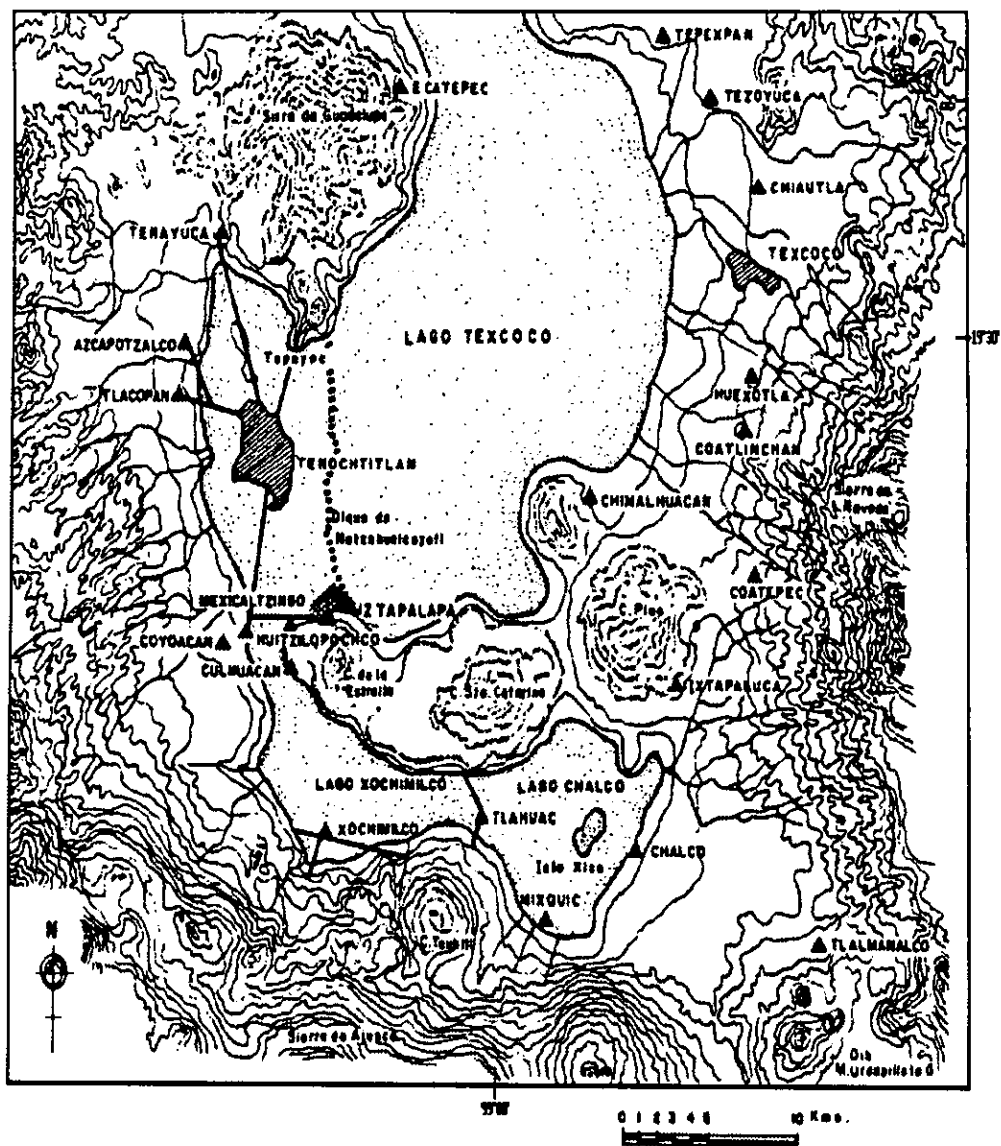 TEPEXPAN
ECATEPEC
TEZOYUCA
Sierra de Guadalupe
CHIAUTLA
TENAYUCA
TEXCOCO
LAGO TEXCOCO
19°30'
AZCAPOTZALCO
Tepeyec
TLACOPAN
HUEXOTLA
COATLINCHAN
TENOCHTITLAN
CHIMALHUACAN
Sierra de
Nevada
Dique de
COATEPEC
MEXICALTZINGO
IZTAPALAPA
C. Pino
COYOACAN
HUITZILOPOCHCO
CULHUACAN
C. de la
Estrella
C. Sta. Catarina
IXTAPALUCA
LAGO XOCHIMILCO
LAGO CHALCO
TLAHUAC
XOCHIMILCO
CHALCO
Isla Xico
MIXQUIC
N
C. Teuhtli
TLALMANALCO
Sierra de Ajusco
Dib.
99°00'
0 1 2 3 4 5 10 Kms.